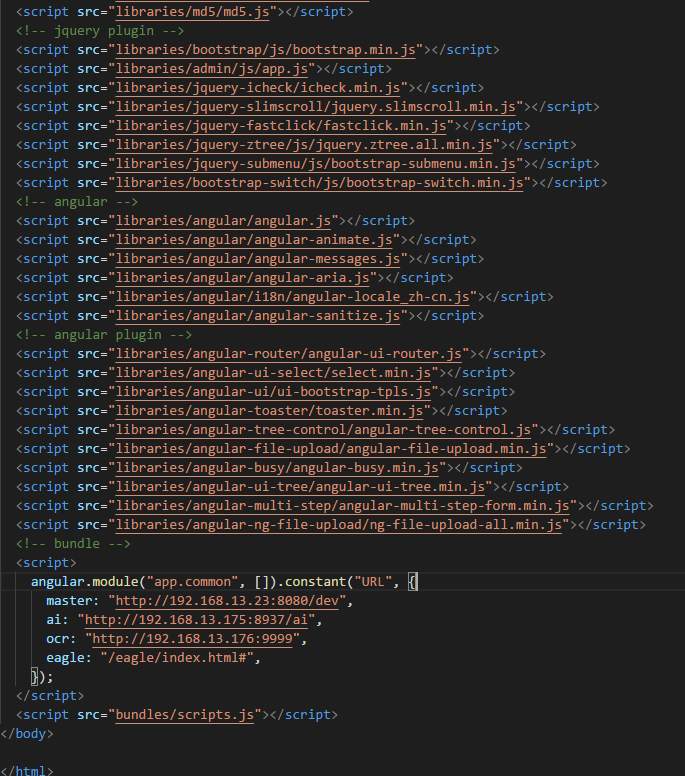 <script src="libraries/md5/md5.js"></script>
<!-- jquery plugin -->
<script src="libraries/bootstrap/js/bootstrap.min.js"></script>
<script src="libraries/admin/js/app.js"></script>
<script src="libraries/jquery-icheck/icheck.min.js"></script>
<script src="libraries/jquery-slimscroll/jquery.slimscroll.min.js"></script>
<script src="libraries/jquery-fastclick/fastclick.min.js"></script>
<script src="libraries/jquery-ztree/js/jquery.ztree.all.min.js"></script>
<script src="libraries/jquery-submenu/js/bootstrap-submenu.min.js"></script>
<script src="libraries/bootstrap-switch/js/bootstrap-switch.min.js"></script>
<!-- angular -->
<script src="libraries/angular/angular.js"></script>
<script src="libraries/angular/angular-animate.js"></script>
<script src="libraries/angular/angular-messages.js"></script>
<script src="libraries/angular/angular-aria.js"></script>
<script src="libraries/angular/i18n/angular-locale_zh-cn.js"></script>
<script src="libraries/angular/angular-sanitize.js"></script>
<!-- angular plugin -->
<script src="libraries/angular-router/angular-ui-router.js"></script>
<script src="libraries/angular-ui-select/select.min.js"></script>
<script src="libraries/angular-ui/ui-bootstrap-tpls.js"></script>
<script src="libraries/angular-toaster/toaster.min.js"></script>
<script src="libraries/angular-tree-control/angular-tree-control.js"></script>
<script src="libraries/angular-file-upload/angular-file-upload.min.js"></script>
<script src="libraries/angular-busy/angular-busy.min.js"></script>
<script src="libraries/angular-ui-tree/angular-ui-tree.min.js"></script>
<script src="libraries/angular-multi-step/angular-multi-step-form.min.js"></script>
<script src="libraries/angular-ng-file-upload/ng-file-upload-all.min.js"></script>
<!-- bundle -->
<script>
angular.module("app.common", []).constant("URL", {
master: "http://192.168.13.23:8080/dev",
ai: "http://192.168.13.175:8937/ai",
ocr: "http://192.168.13.176:9999",
eagle: "/eagle/index.html#",
});
</script>
<script src="bundles/scripts.js"></script>
</body>
</html>